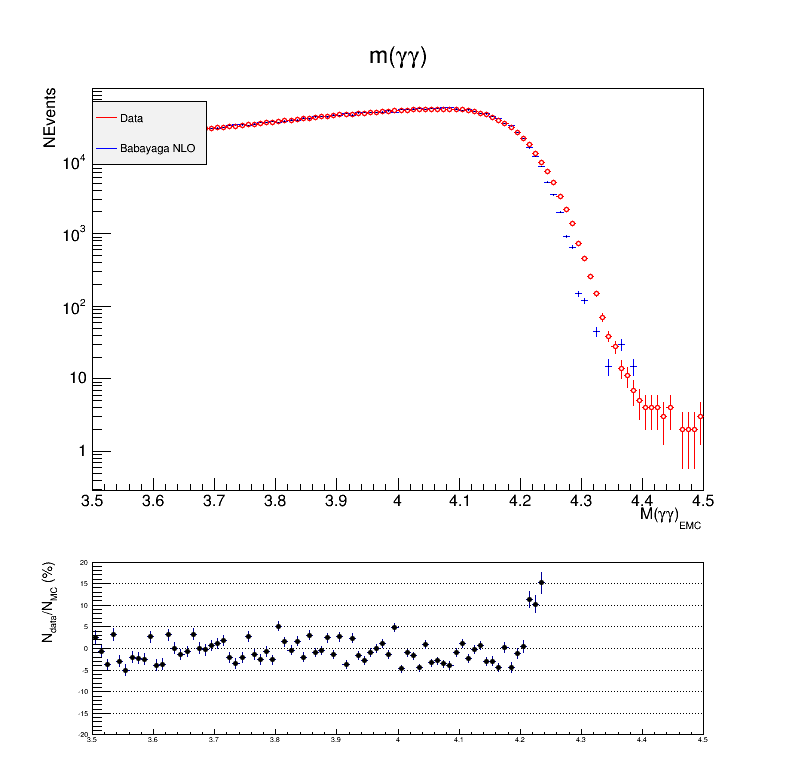 m(γγ)
NEvents
Data
Babayaga NLO
10⁴
10³
10²
10
1
3.5 3.6 3.7 3.8 3.9 4 4.1 4.2 4.3 4.4 4.5
M(γγ)EMC
N_data/N_MC (%)
20
15
10
5
0
-5
-10
-15
-20
3.5 3.6 3.7 3.8 3.9 4 4.1 4.2 4.3 4.4 4.5